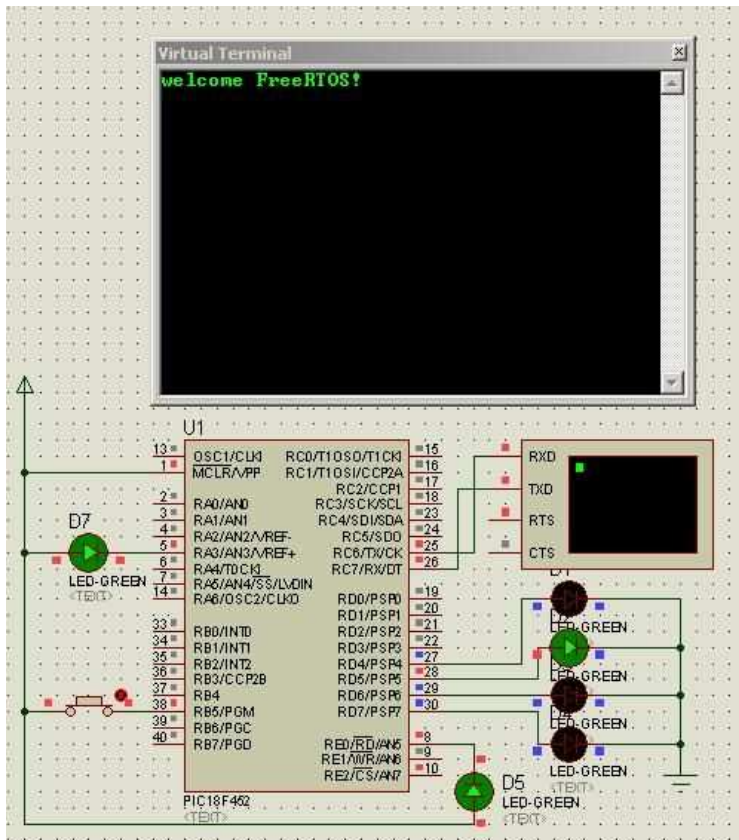 Virtual Terminal
welcome FreeRTOS!
U1
13 OSC1/CLKI RC0/T1OSO/T1CKI 15
1 MCLR/VPP RC1/T1OSI/CCP2A 16
RC2/CCP1 17
2 RA0/AN0 RC3/SCK/SCL 18
3 RA1/AN1 RC4/SDI/SDA 23
4 RA2/AN2/VREF- RC5/SDO 24
5 RA3/AN3/VREF+ RC6/TX/CK 25
6 RA4/T0CKI RC7/RX/DT 26
7 RA5/AN4/SS/LVDIN
14 RA6/OSC2/CLKO RD0/PSP0 19
RD1/PSP1 20
33 RB0/INT0 RD2/PSP2 21
34 RB1/INT1 RD3/PSP3 22
35 RB2/INT2 RD4/PSP4 27
36 RB3/CCP2B RD5/PSP5 28
37 RB4 RD6/PSP6 29
38 RB5/PGM RD7/PSP7 30
39 RB6/PGC
40 RB7/PGD RE0/RD/AN5 8
RE1/WR/AN6 9
RE2/CS/AN7 10
PIC18F452
<TEXT>
D7
LED-GREEN
<TEXT>
RXD
TXD
RTS
CTS
LED-GREEN
LED-GREEN
LED-GREEN
LED-GREEN
<TEXT>
D5
LED-GREEN
<TEXT>